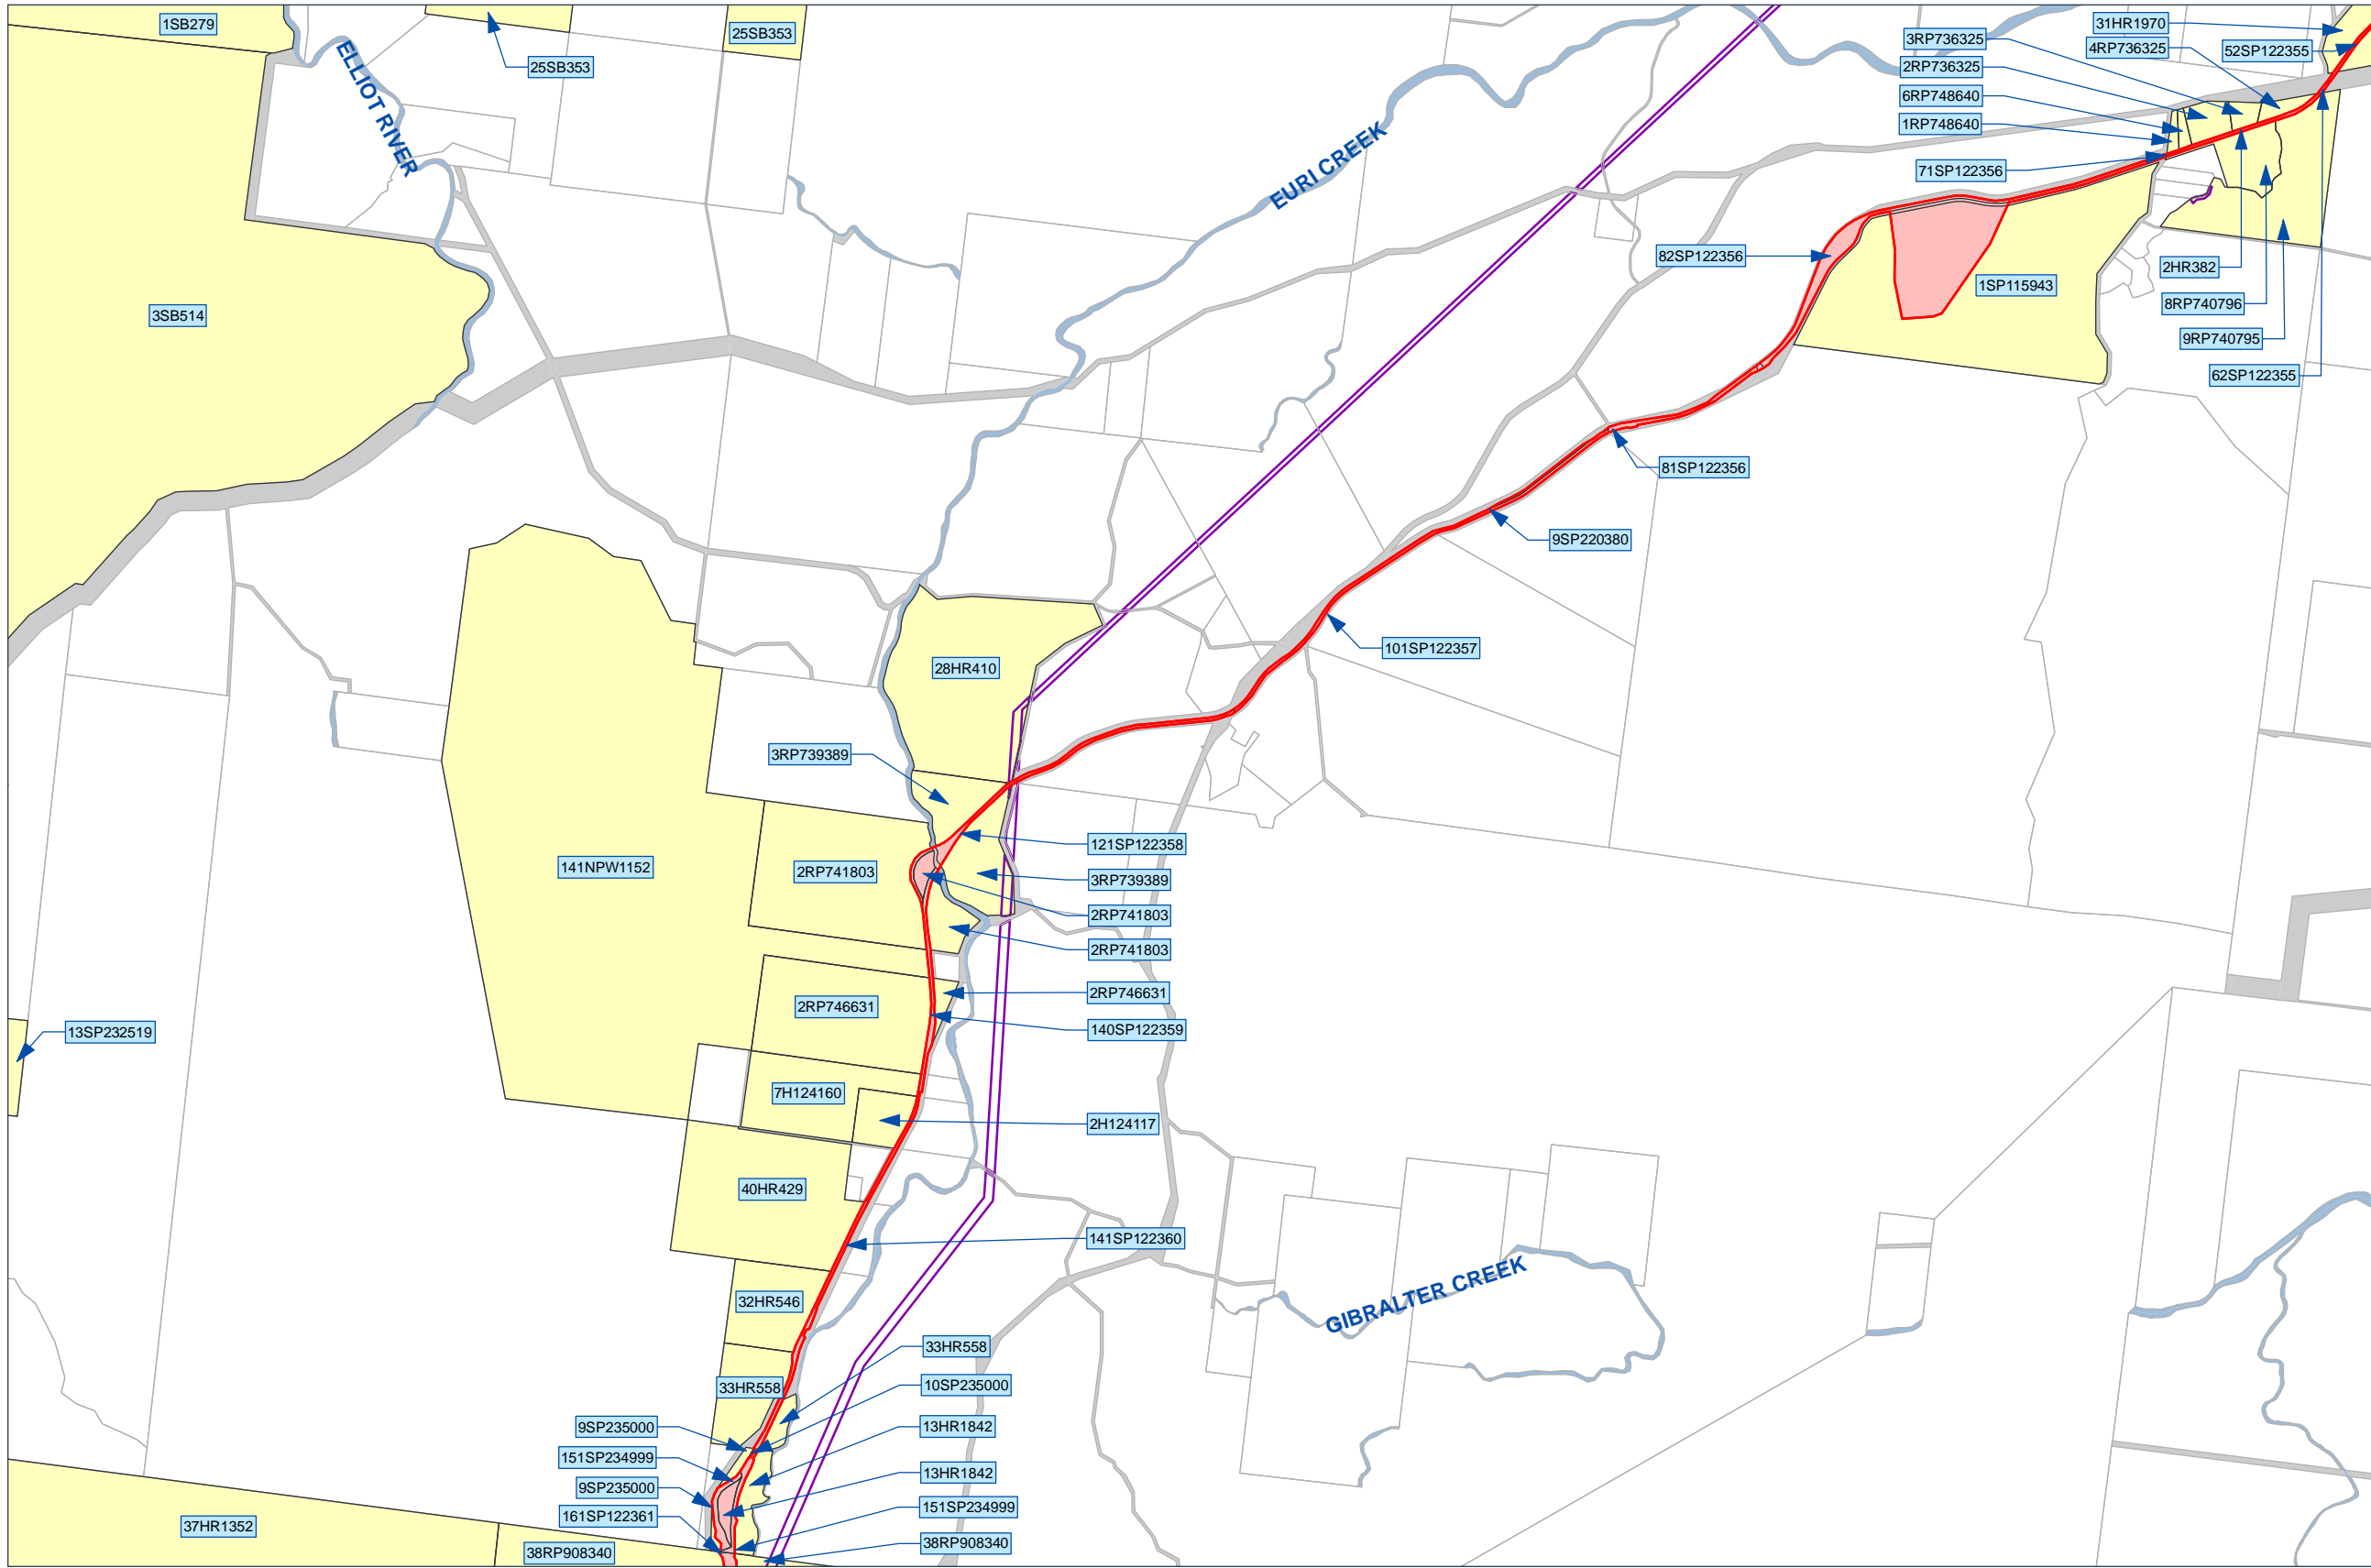 1SB279
25SB353
25SB353
ELLIOT RIVER
EURI CREEK
31HR1970
3RP736325
4RP736325
52SP122355
2RP736325
6RP748640
1RP748640
71SP122356
82SP122356
1SP115943
2HR382
8RP740796
9RP740795
62SP122355
3SB514
81SP122356
9SP220380
101SP122357
28HR410
3RP739389
121SP122358
141NPW1152
2RP741803
3RP739389
2RP741803
2RP741803
2RP746631
2RP746631
140SP122359
13SP232519
7H124160
2H124117
40HR429
141SP122360
GIBRALTER CREEK
32HR546
33HR558
33HR558
10SP235000
9SP235000
13HR1842
151SP234999
13HR1842
9SP235000
151SP234999
161SP122361
37HR1352
38RP908340
38RP908340